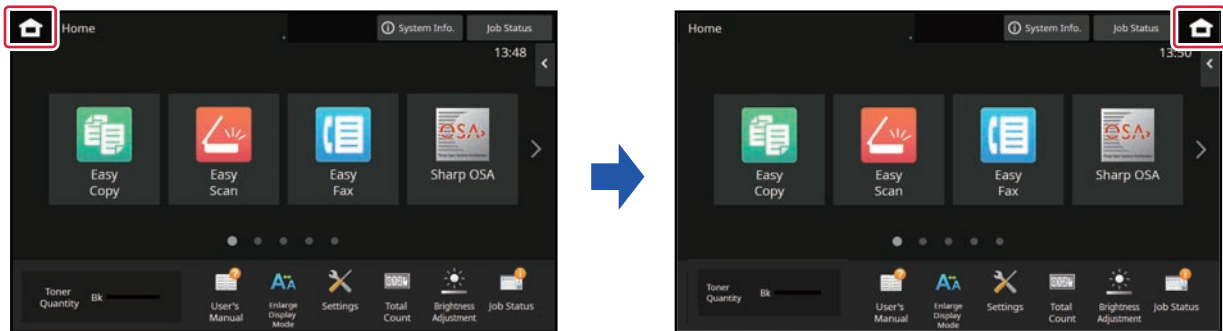 Home
System Info.
Job Status
13:48
Easy
Copy
Easy
Scan
Easy
Fax
OSA
Sharp OSA
Toner
Quantity
Bk
User's
Manual
Enlarge
Display
Mode
Settings
Total
Count
Brightness
Adjustment
Job Status
Home
System Info.
Job Status
13:50
Easy
Copy
Easy
Scan
Easy
Fax
OSA
Sharp OSA
Toner
Quantity
Bk
User's
Manual
Enlarge
Display
Mode
Settings
Total
Count
Brightness
Adjustment
Job Status